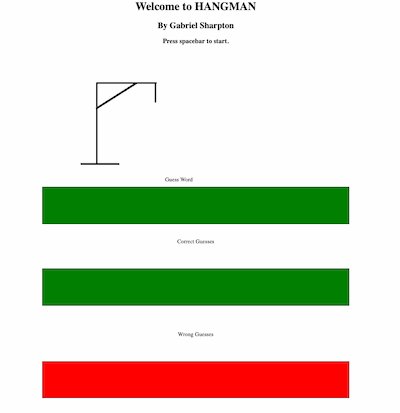 Welcome to HANGMAN
By Gabriel Sharpton
Press spacebar to start.
Guess Word
Correct Guesses
Wrong Guesses